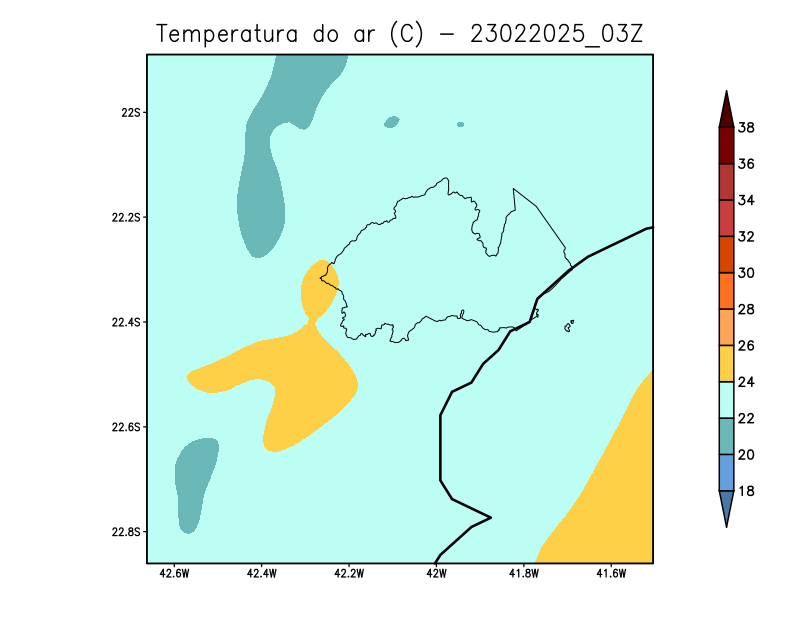 Temperatura do ar (C) - 23022025_03Z
22S
22.2S
22.4S
22.6S
22.8S
42.6W
42.4W
42.2W
42W
41.8W
41.6W
38
36
34
32
30
28
26
24
22
20
18